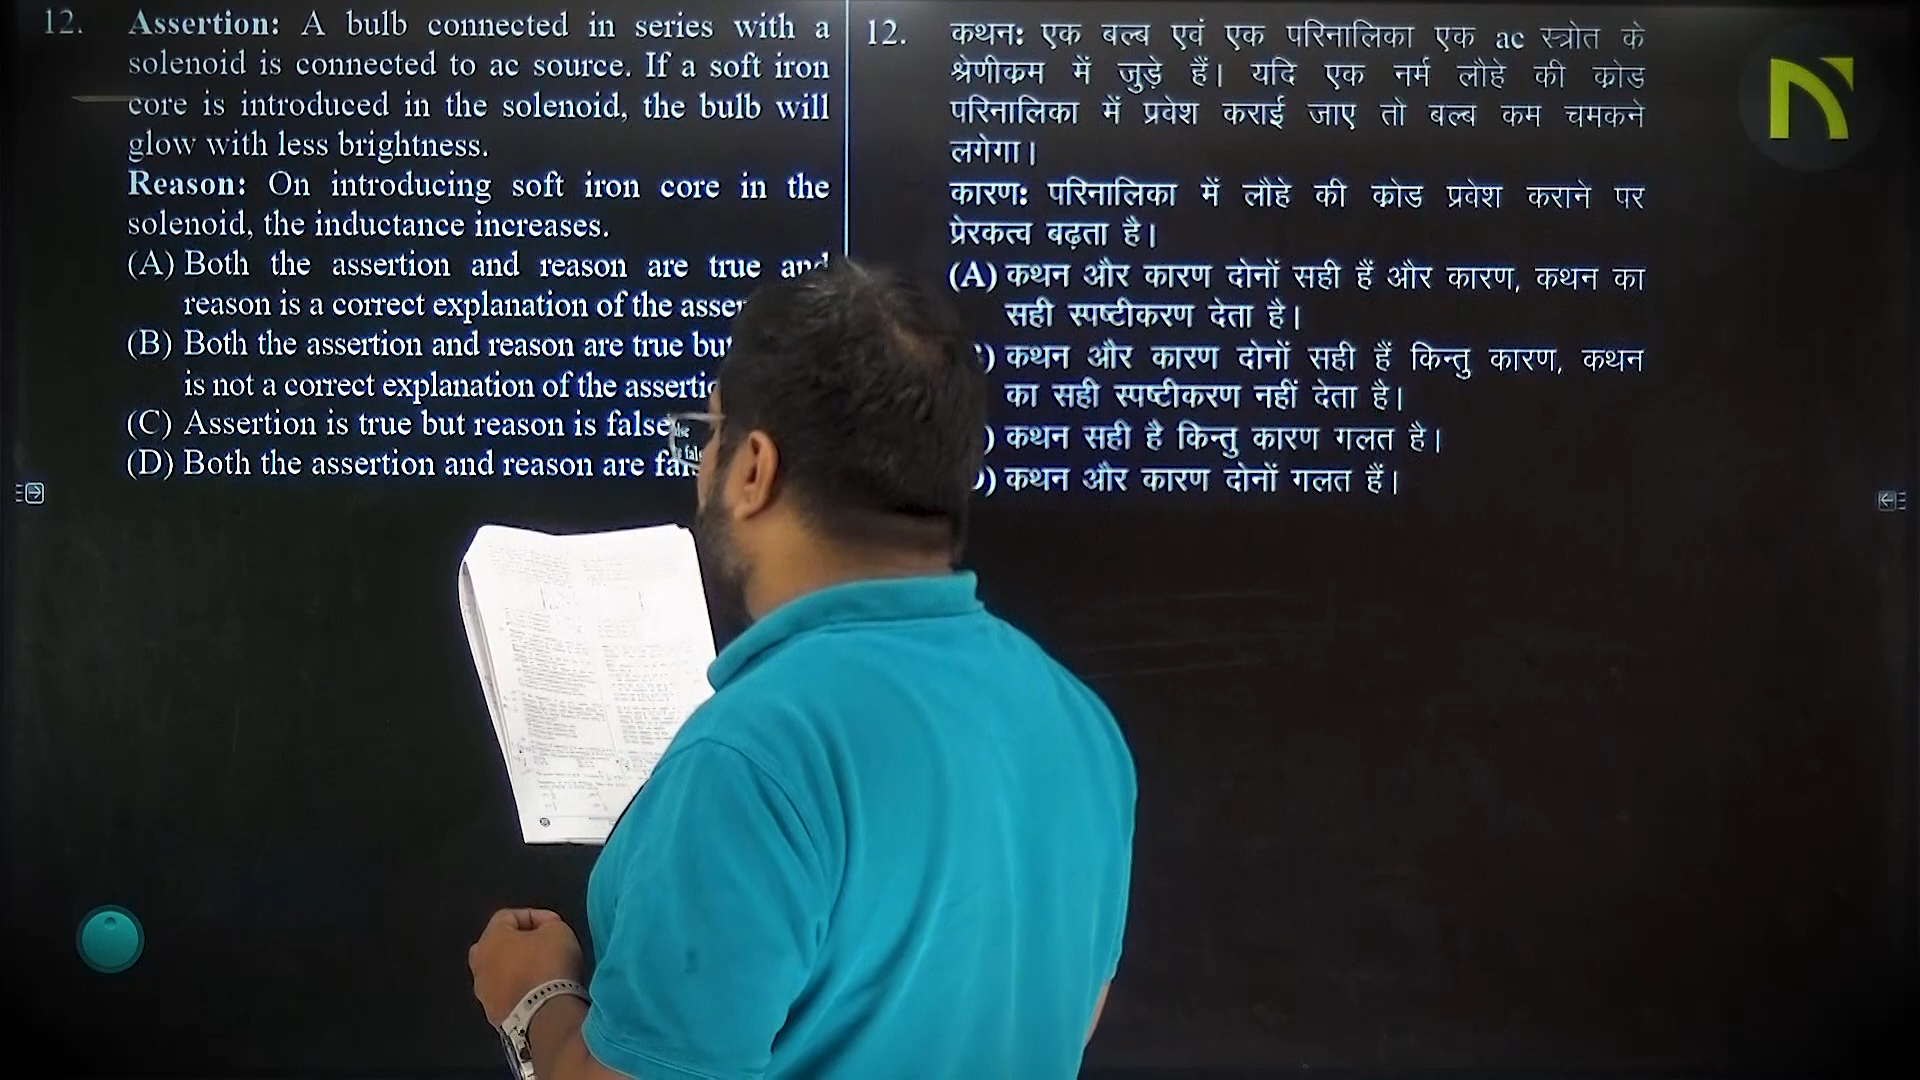 12. Assertion: A bulb connected in series with a
solenoid is connected to ac source. If a soft iron
core is introduced in the solenoid, the bulb will
glow with less brightness.
Reason: On introducing soft iron core in the
solenoid, the inductance increases.
(A) Both the assertion and reason are true and
reason is a correct explanation of the asser
(B) Both the assertion and reason are true but
is not a correct explanation of the asserti
(C) Assertion is true but reason is false
(D) Both the assertion and reason are fal
12. कथन: एक बल्ब एवं एक परिनालिका एक ac स्त्रोत के
श्रेणीक्रम में जुड़े हैं। यदि एक नर्म लौहे की क्रोड
परिनालिका में प्रवेश कराई जाए तो बल्ब कम चमकने
लगेगा।
कारण: परिनालिका में लौहे की क्रोड प्रवेश कराने पर
प्रेरकत्व बढ़ता है।
(A) कथन और कारण दोनों सही हैं और कारण, कथन का
सही स्पष्टीकरण देता है।
) कथन और कारण दोनों सही हैं किन्तु कारण, कथन
का सही स्पष्टीकरण नहीं देता है।
) कथन सही है किन्तु कारण गलत है।
) कथन और कारण दोनों गलत हैं।